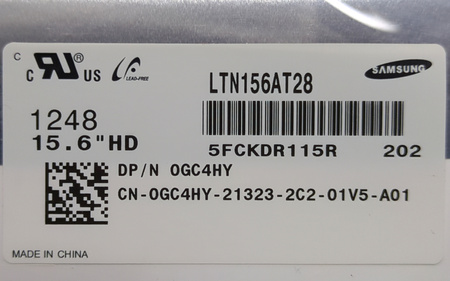 C
c RU US ® LEAD-FREE
LTN156AT28
SAMSUNG
1248
15.6"HD
5FCKDR115R 202
DP/N 0GC4HY
CN-0GC4HY-21323-2C2-01V5-A01
MADE IN CHINA